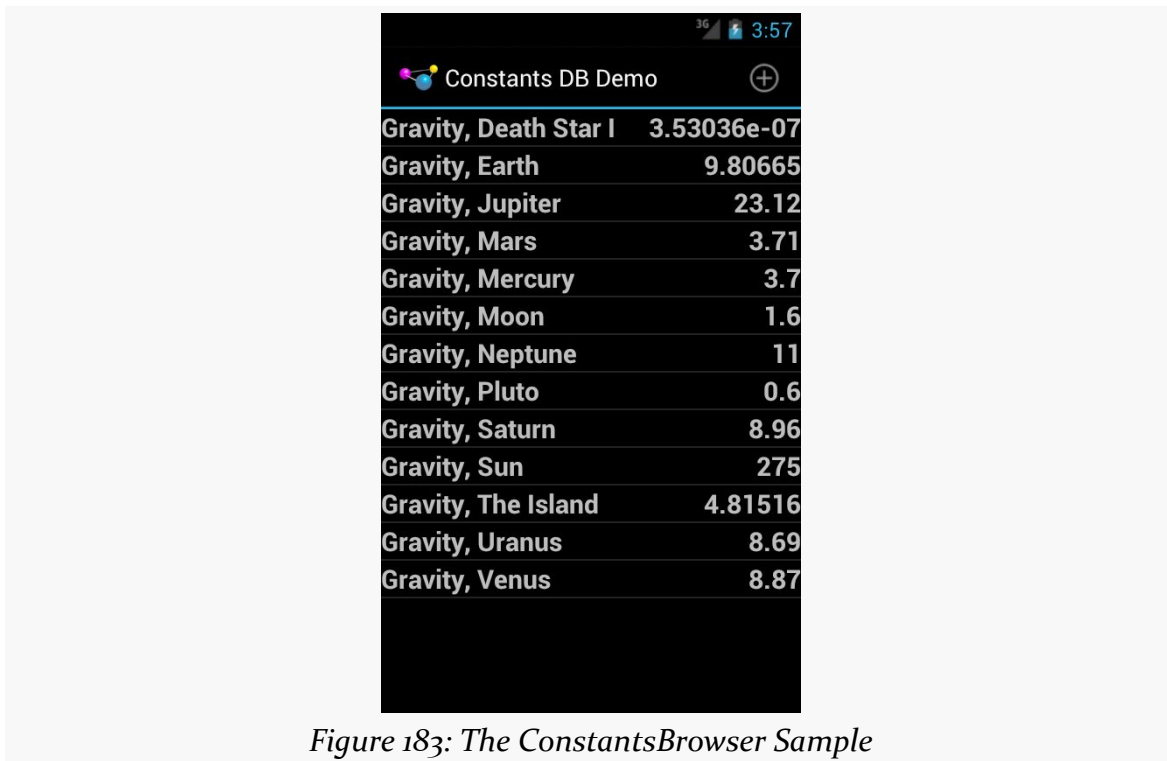 3G 3:57
Constants DB Demo
Gravity, Death Star I 3.53036e-07
Gravity, Earth 9.80665
Gravity, Jupiter 23.12
Gravity, Mars 3.71
Gravity, Mercury 3.7
Gravity, Moon 1.6
Gravity, Neptune 11
Gravity, Pluto 0.6
Gravity, Saturn 8.96
Gravity, Sun 275
Gravity, The Island 4.81516
Gravity, Uranus 8.69
Gravity, Venus 8.87
Figure 183: The ConstantsBrowser Sample